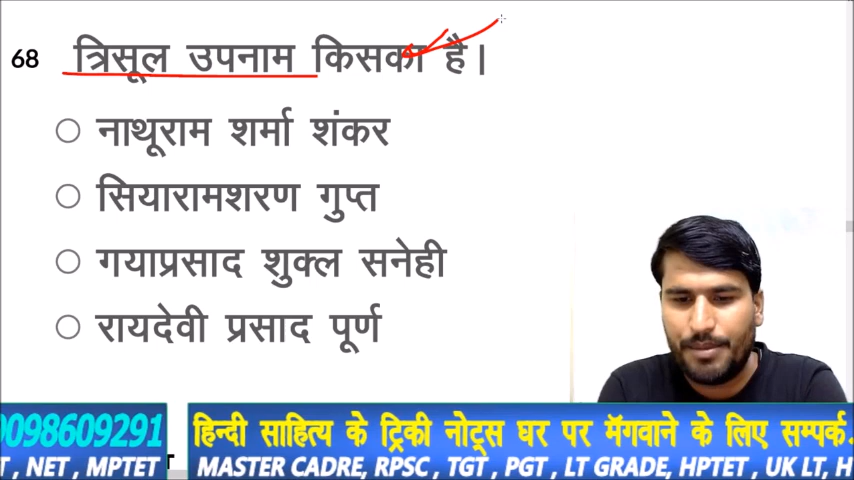 68 त्रिसूल उपनाम किसका है।
नाथूराम शर्मा शंकर
सियारामशरण गुप्त
गयाप्रसाद शुक्ल सनेही
रायदेवी प्रसाद पूर्ण
0098609291 हिन्दी साहित्य के ट्रिकी नोट्स घर पर मॅगवाने के लिए सम्पर्क
T, NET, MPTET MASTER CADRE, RPSC, TGT, PGT, LT GRADE, HPTET, UK LT, H